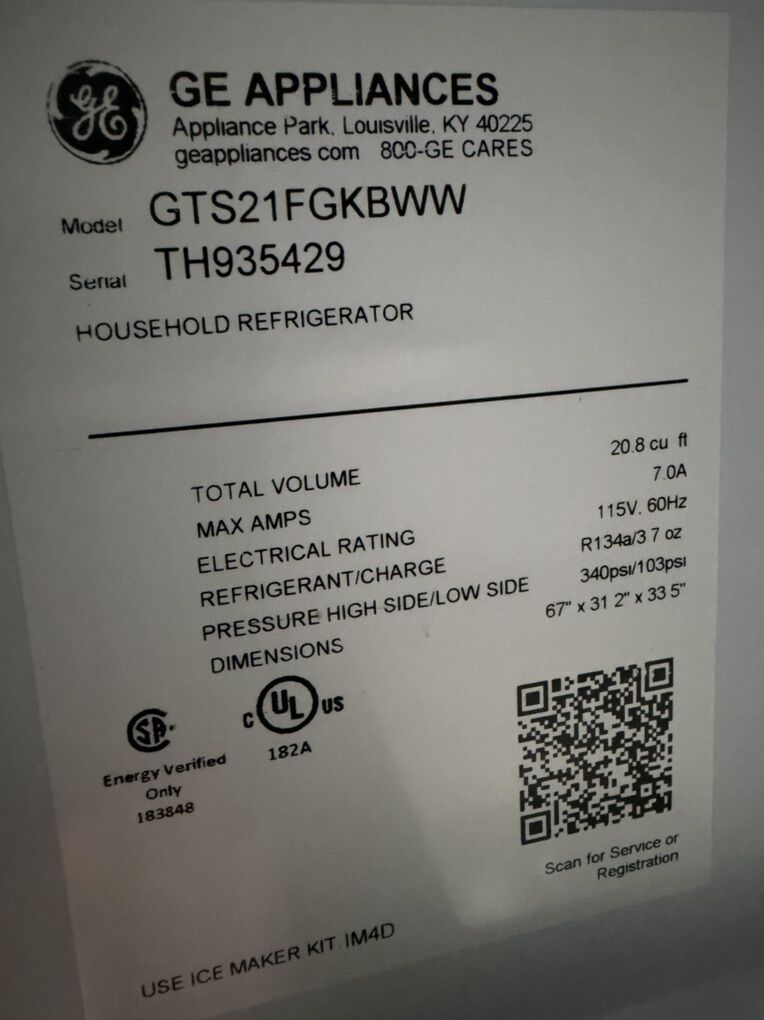 GE
GE APPLIANCES
Appliance Park, Louisville, KY 40225
geappliances com 800-GE CARES
Model GTS21FGKBWW
Serial TH935429
HOUSEHOLD REFRIGERATOR
TOTAL VOLUME 20.8 cu ft
MAX AMPS 7.0A
ELECTRICAL RATING 115V, 60Hz
REFRIGERANT/CHARGE R134a/3 7 oz
PRESSURE HIGH SIDE/LOW SIDE 340psi/103psi
DIMENSIONS 67" x 31 2" x 33 5"
SA
Energy Verified
Only
183848
C UL US
182A
Scan for Service or
Registration
USE ICE MAKER KIT IM4D